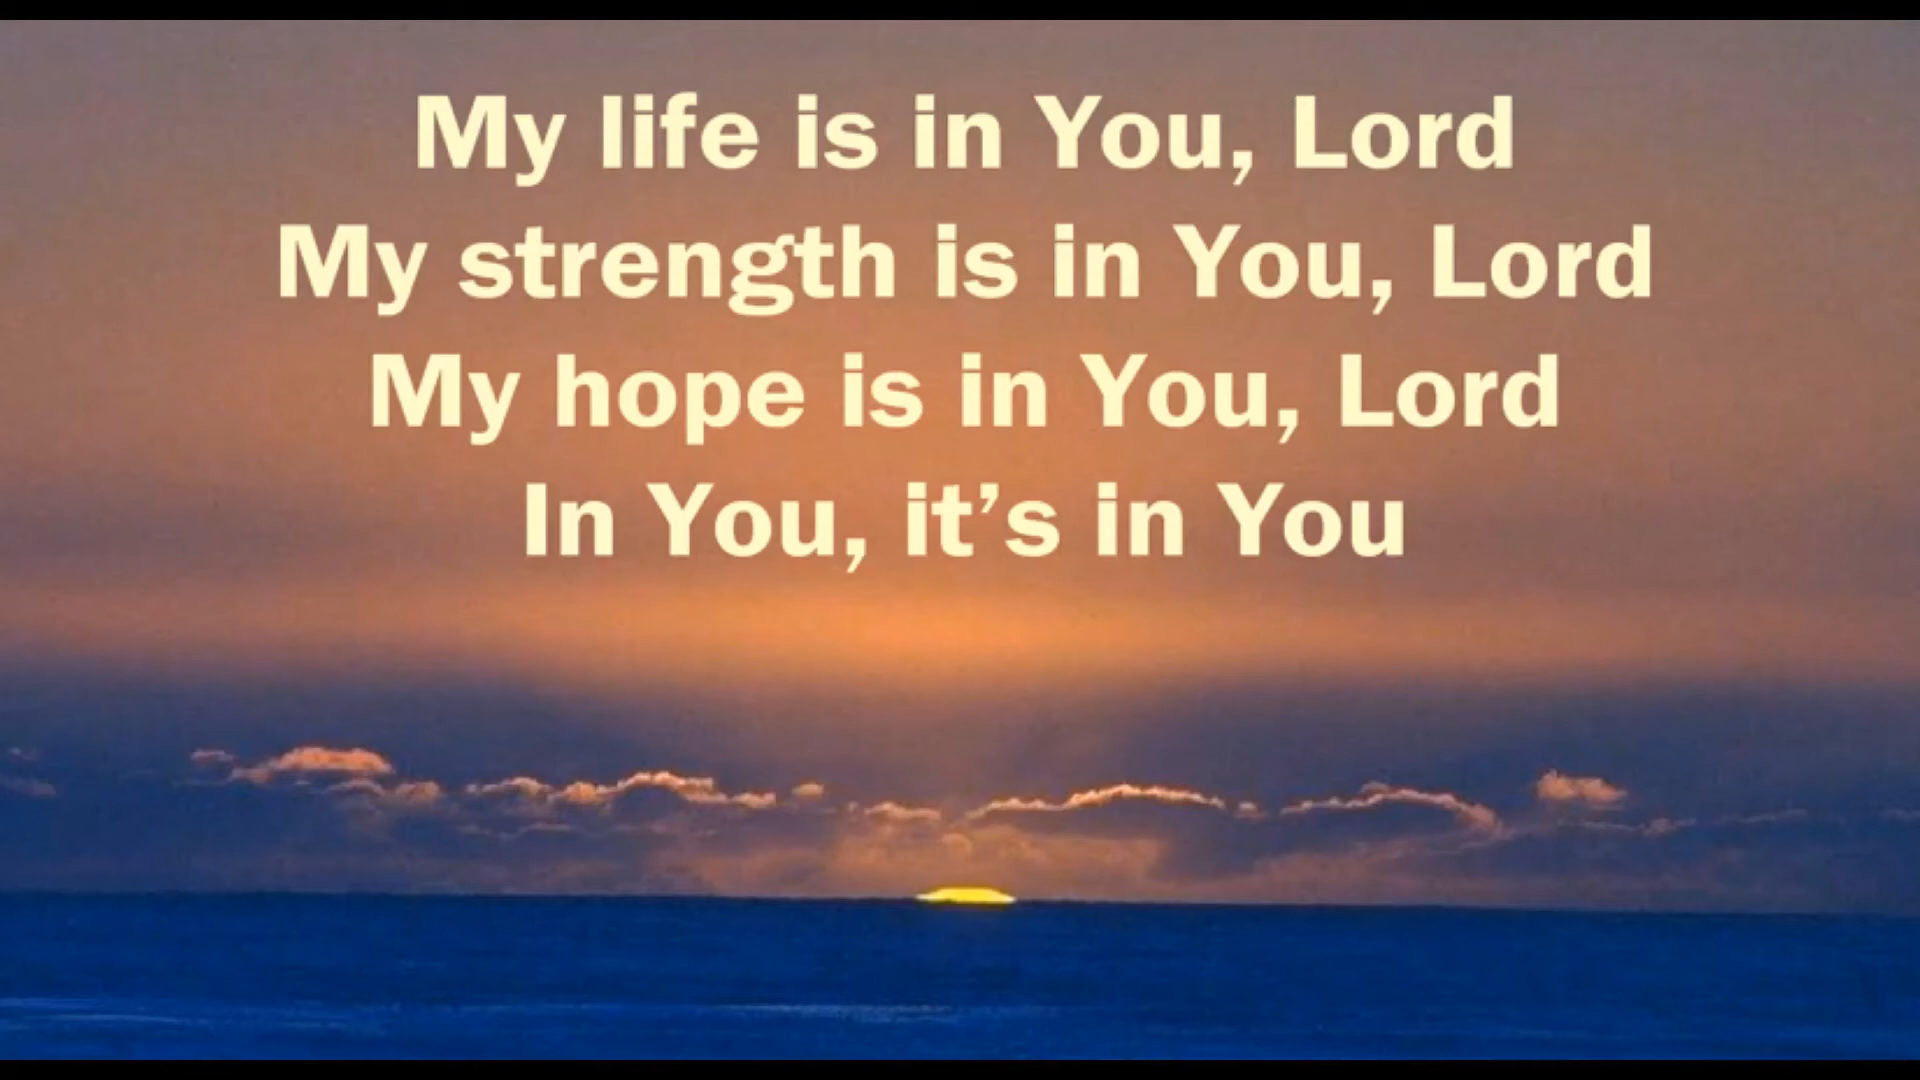 My life is in You, Lord
My strength is in You, Lord
My hope is in You, Lord
In You, it’s in You